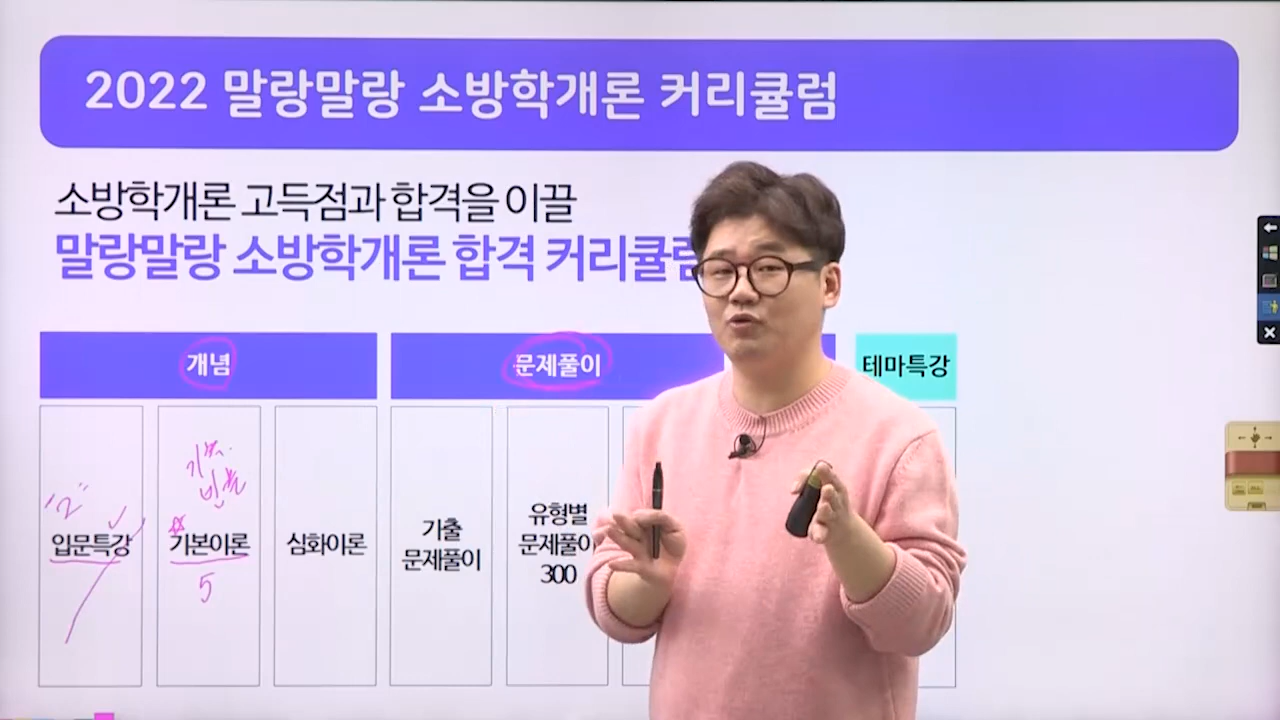 2022 말랑말랑 소방학개론 커리큘럼
소방학개론 고득점과 합격을 이끌
말랑말랑 소방학개론 합격 커리큘럼
개념
문제풀이
테마특강
"2"
입문특강
기본이론
5
심화이론
기출
문제풀이
유형별
문제풀이
300